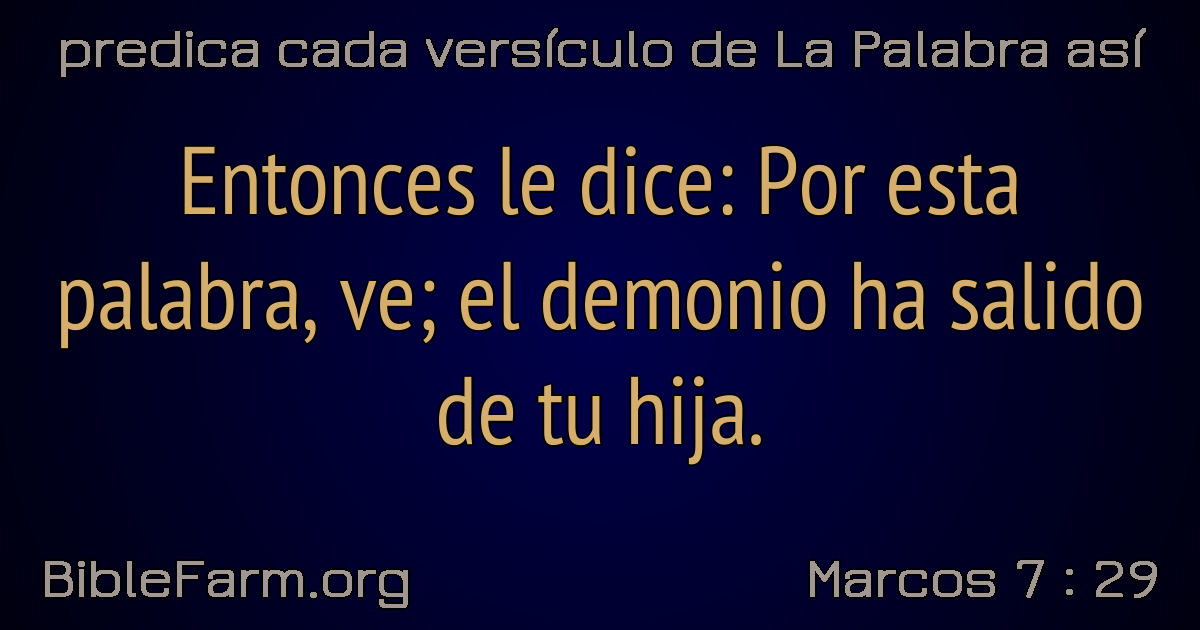 predica cada versículo de La Palabra así
Entonces le dice: Por esta
palabra, ve; el demonio ha salido
de tu hija.
BibleFarm.org
Marcos 7 : 29